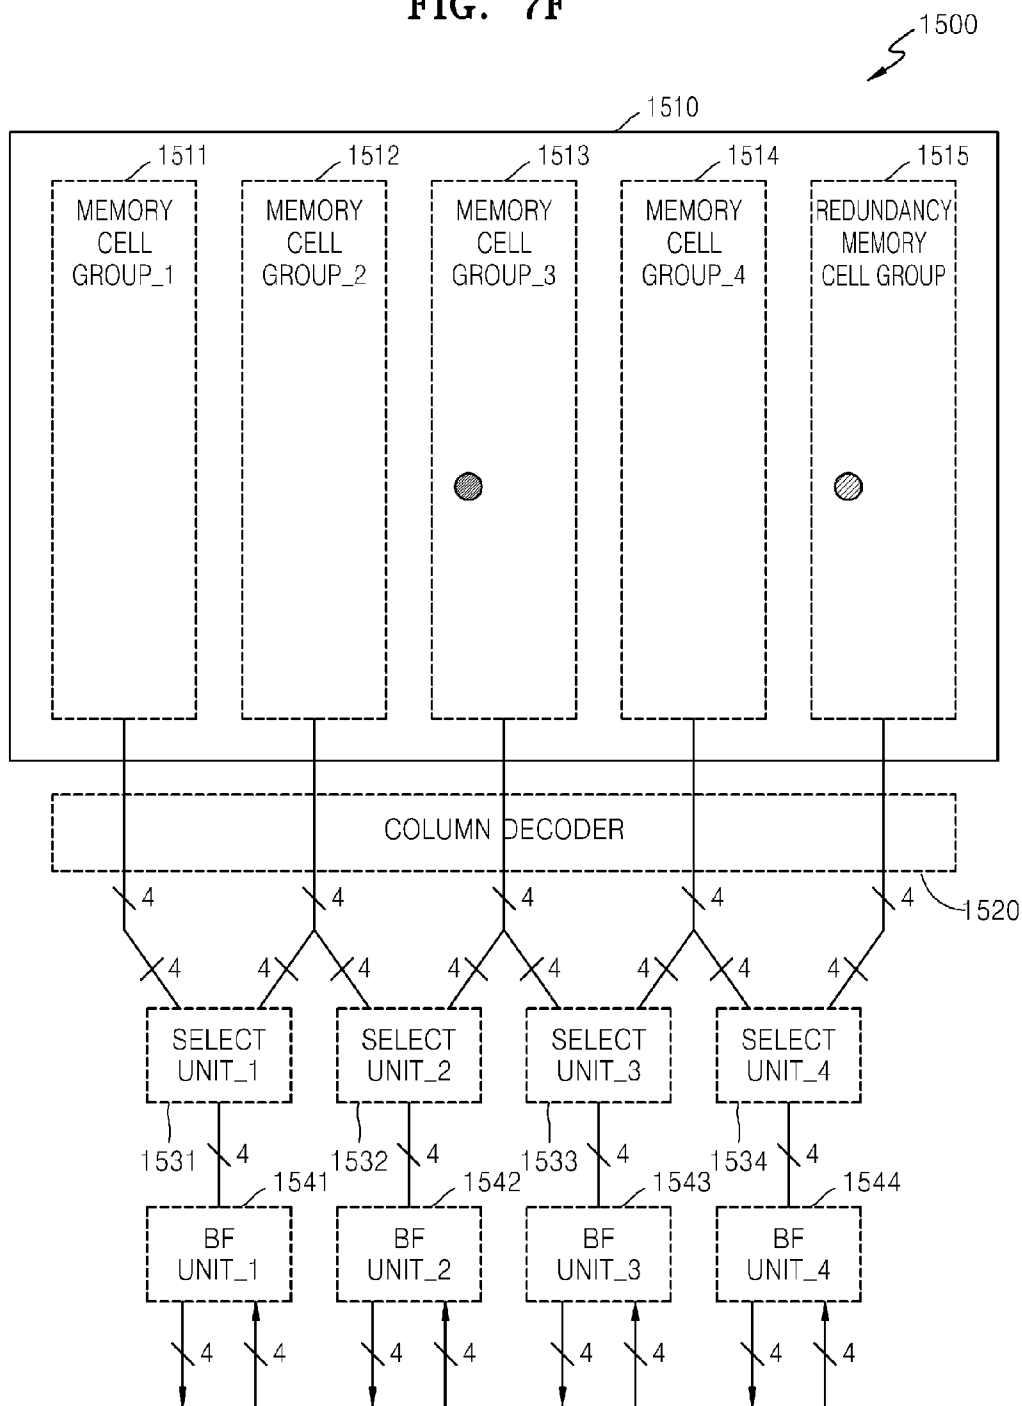 FIG. 7F
1500
1510
1511
1512
1513
1514
1515
MEMORY
CELL
GROUP_1
MEMORY
CELL
GROUP_2
MEMORY
CELL
GROUP_3
MEMORY
CELL
GROUP_4
REDUNDANCY
MEMORY
CELL GROUP
COLUMN DECODER
4
4
4
4
4
1520
4
4
4
4
4
4
4
4
SELECT
UNIT_1
SELECT
UNIT_2
SELECT
UNIT_3
SELECT
UNIT_4
1531
4
1532
4
1533
4
1534
4
1541
1542
1543
1544
BF
UNIT_1
BF
UNIT_2
BF
UNIT_3
BF
UNIT_4
4
4
4
4
4
4
4
4